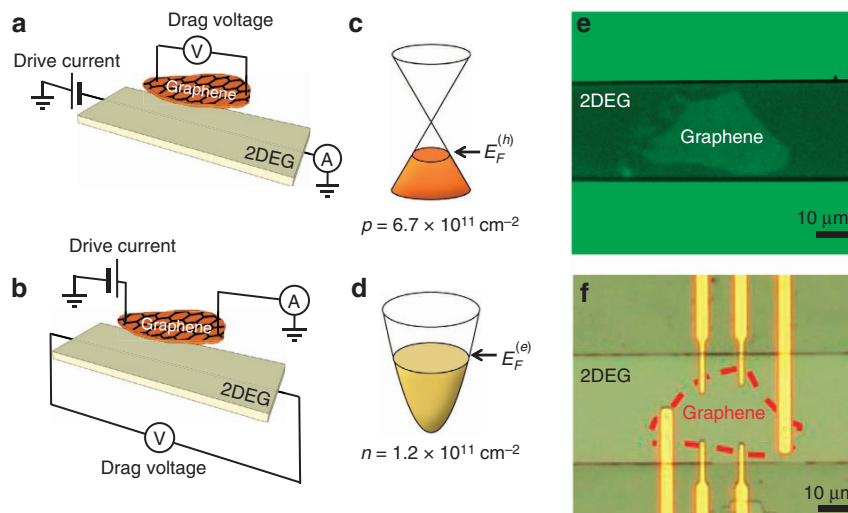 a
Drag voltage
V
Drive current
Graphene
2DEG
A
b
Drive current
A
Graphene
2DEG
V
Drag voltage
c
E_F^(h)
p = 6.7 × 10^11 cm^–2
d
E_F^(e)
n = 1.2 × 10^11 cm^–2
e
2DEG
Graphene
10 μm
f
2DEG
Graphene
10 μm